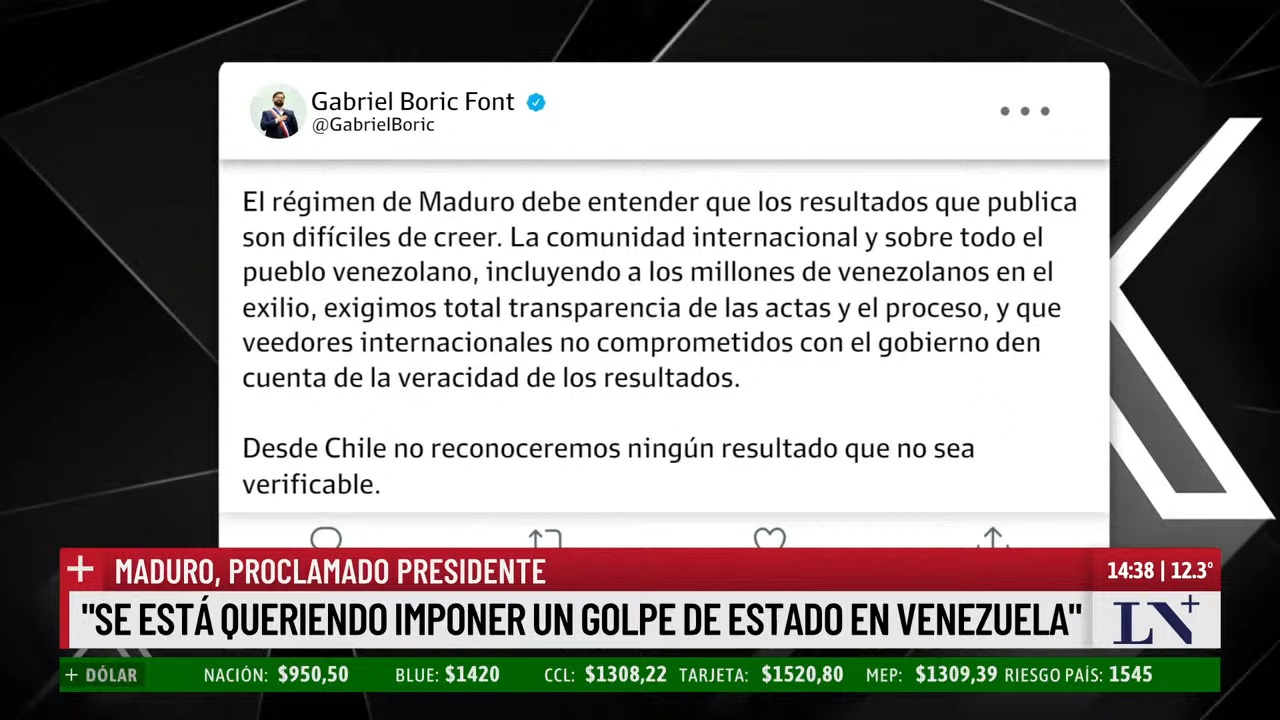 Gabriel Boric Font
@GabrielBoric
El régimen de Maduro debe entender que los resultados que publica
son difíciles de creer. La comunidad internacional y sobre todo el
pueblo venezolano, incluyendo a los millones de venezolanos en el
exilio, exigimos total transparencia de las actas y el proceso, y que
veedores internacionales no comprometidos con el gobierno den
cuenta de la veracidad de los resultados.
Desde Chile no reconoceremos ningún resultado que no sea
verificable.
+ MADURO, PROCLAMADO PRESIDENTE
14:38 | 12.3°
"SE ESTÁ QUERIENDO IMPONER UN GOLPE DE ESTADO EN VENEZUELA"
LN+
+ DÓLAR NACIÓN: $950,50 BLUE: $1420 CCL: $1308,22 TARJETA: $1520,80 MEP: $1309,39 RIESGO PAÍS: 1545